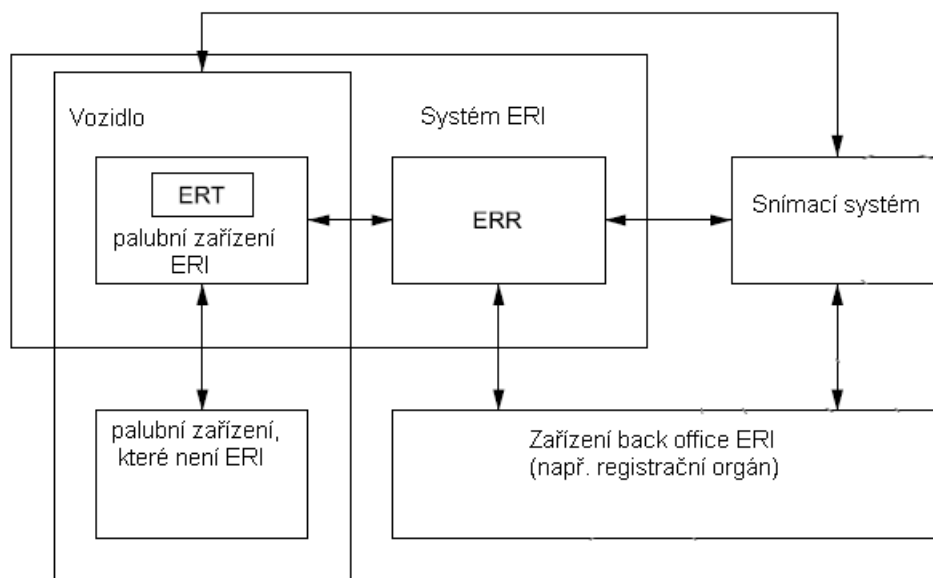 Vozidlo
Systém ERI
ERT
palubní zařízení
ERI
ERR
Snímací systém
palubní zařízení,
které není ERI
Zařízení back office ERI
(např. registrační orgán)